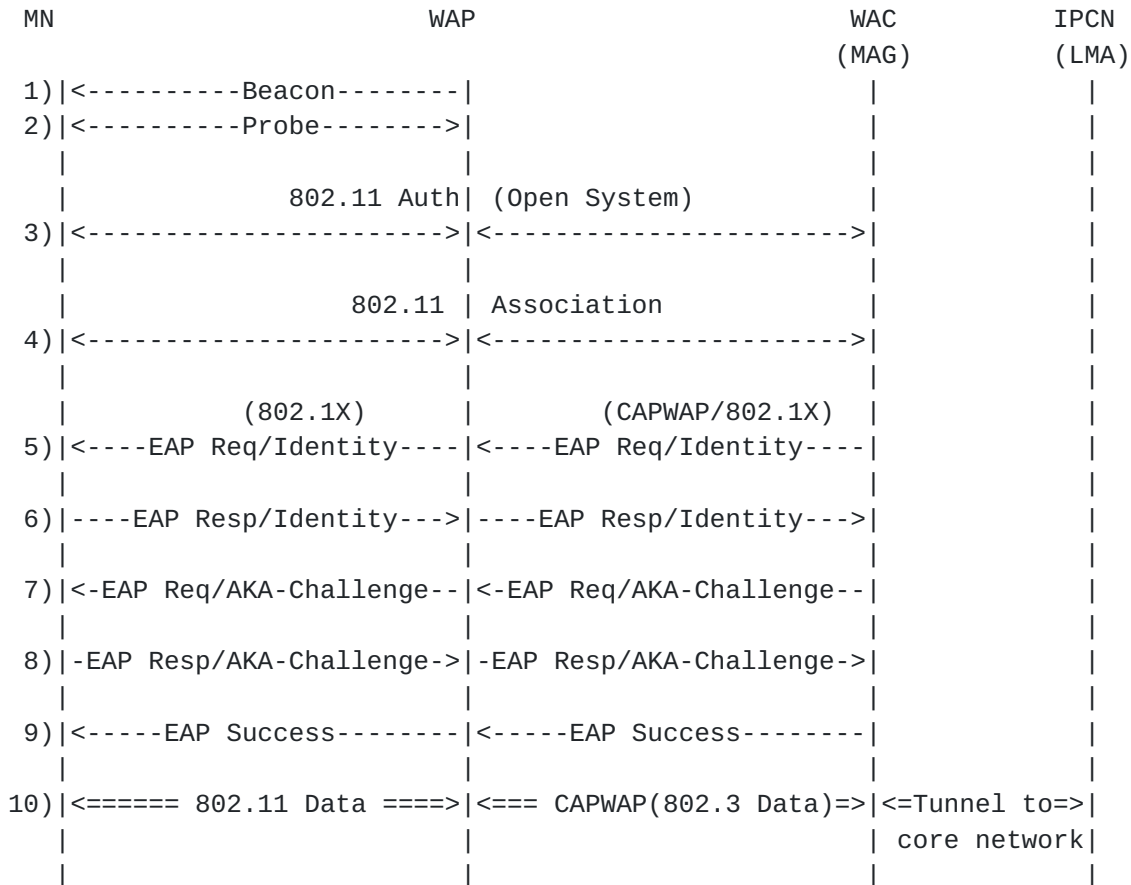 MN                        WAP                        WAC         IPCN
                                                     (MAG)        (LMA)
 1)|<----------Beacon--------|                         |             |
 2)|<----------Probe-------->|                         |             |
   |                         |                         |             |
   |              802.11 Auth| (Open System)           |             |
 3)|<----------------------->|<----------------------->|             |
   |                         |                         |             |
   |                  802.11 | Association             |             |
 4)|<----------------------->|<----------------------->|             |
   |                         |                         |             |
   |           (802.1X)      |        (CAPWAP/802.1X)  |             |
 5)|<----EAP Req/Identity----|<----EAP Req/Identity----|             |
   |                         |                         |             |
 6)|----EAP Resp/Identity--->|----EAP Resp/Identity--->|             |
   |                         |                         |             |
 7)|<-EAP Req/AKA-Challenge--|<-EAP Req/AKA-Challenge--|             |
   |                         |                         |             |
 8)|-EAP Resp/AKA-Challenge->|-EAP Resp/AKA-Challenge->|             |
   |                         |                         |             |
 9)|<-----EAP Success--------|<-----EAP Success--------|             |
   |                         |                         |             |
10)|<====== 802.11 Data ====>|<=== CAPWAP(802.3 Data)=>|<=Tunnel to=>|
   |                         |                         | core network|
   |                         |                         |             |